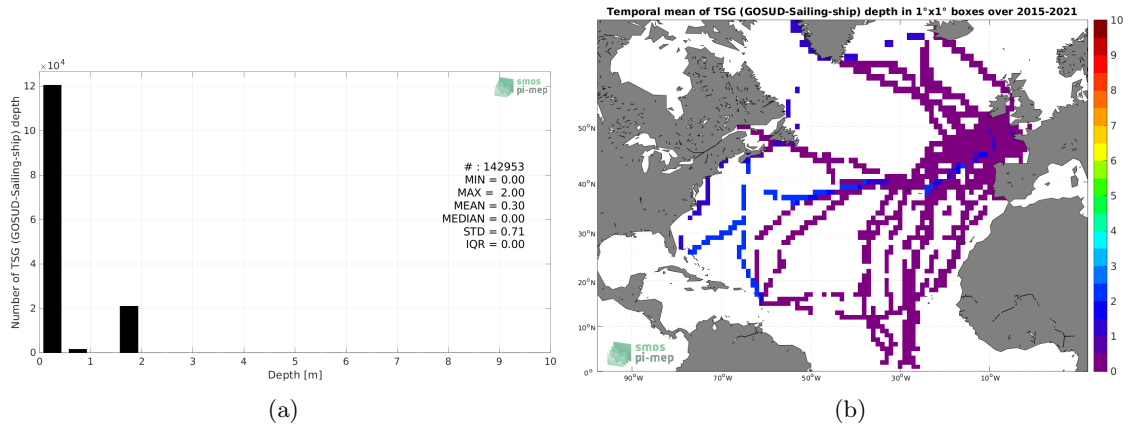 ×10⁴
12
10
8
6
4
2
0
Number of TSG (GOSUD-Sailing-ship) depth
0 1 2 3 4 5 6 7 8 9 10
Depth [m]
smos
pi-mep
# : 142953
MIN = 0.00
MAX = 2.00
MEAN = 0.30
MEDIAN = 0.00
STD = 0.71
IQR = 0.00
(a)
Temporal mean of TSG (GOSUD-Sailing-ship) depth in 1°x1° boxes over 2015-2021
50°N
40°N
30°N
20°N
10°N
0°
90°W 70°W 50°W 30°W 10°W
smos
pi-mep
10
9
8
7
6
5
4
3
2
1
0
(b)